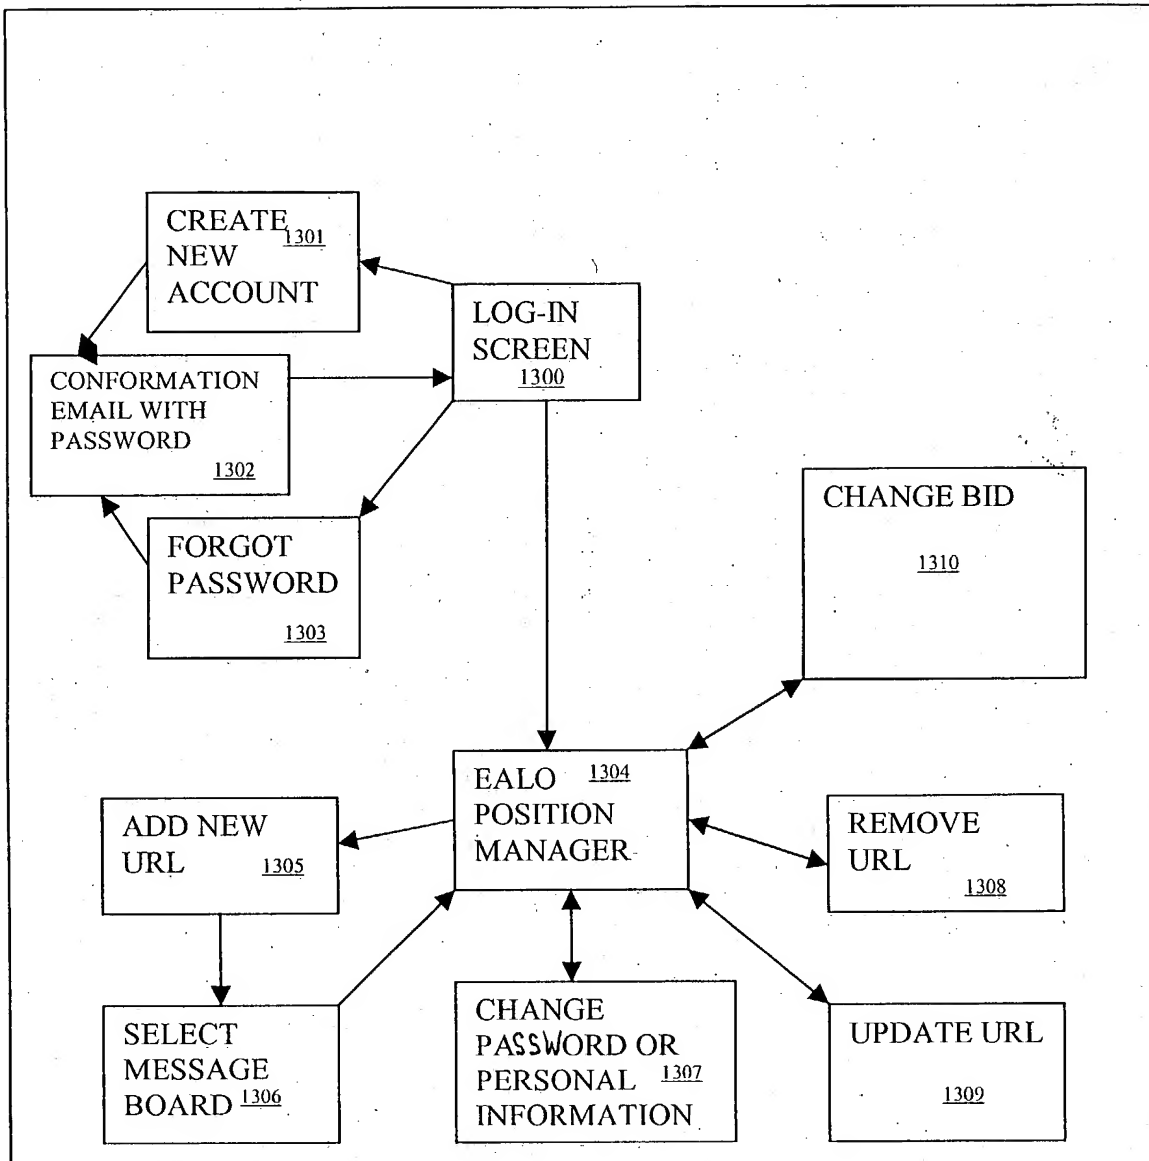 CREATE
1301
NEW
ACCOUNT
LOG-IN
SCREEN
1300
CONFORMATION
EMAIL WITH
PASSWORD
1302
FORGOT
PASSWORD
1303
CHANGE BID
1310
EALO 1304
POSITION
MANAGER
ADD NEW
URL 1305
REMOVE
URL
1308
SELECT
MESSAGE
BOARD 1306
CHANGE
PASSWORD OR
PERSONAL 1307
INFORMATION
UPDATE URL
1309